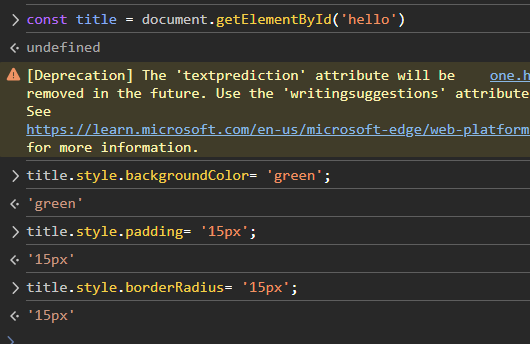 const title = document.getElementById('hello')
undefined
[Deprecation] The 'textprediction' attribute will be one.h
removed in the future. Use the 'writingsuggestions' attribute
See
https://learn.microsoft.com/en-us/microsoft-edge/web-platform
for more information.
title.style.backgroundColor= 'green';
'green'
title.style.padding= '15px';
'15px'
title.style.borderRadius= '15px';
'15px'